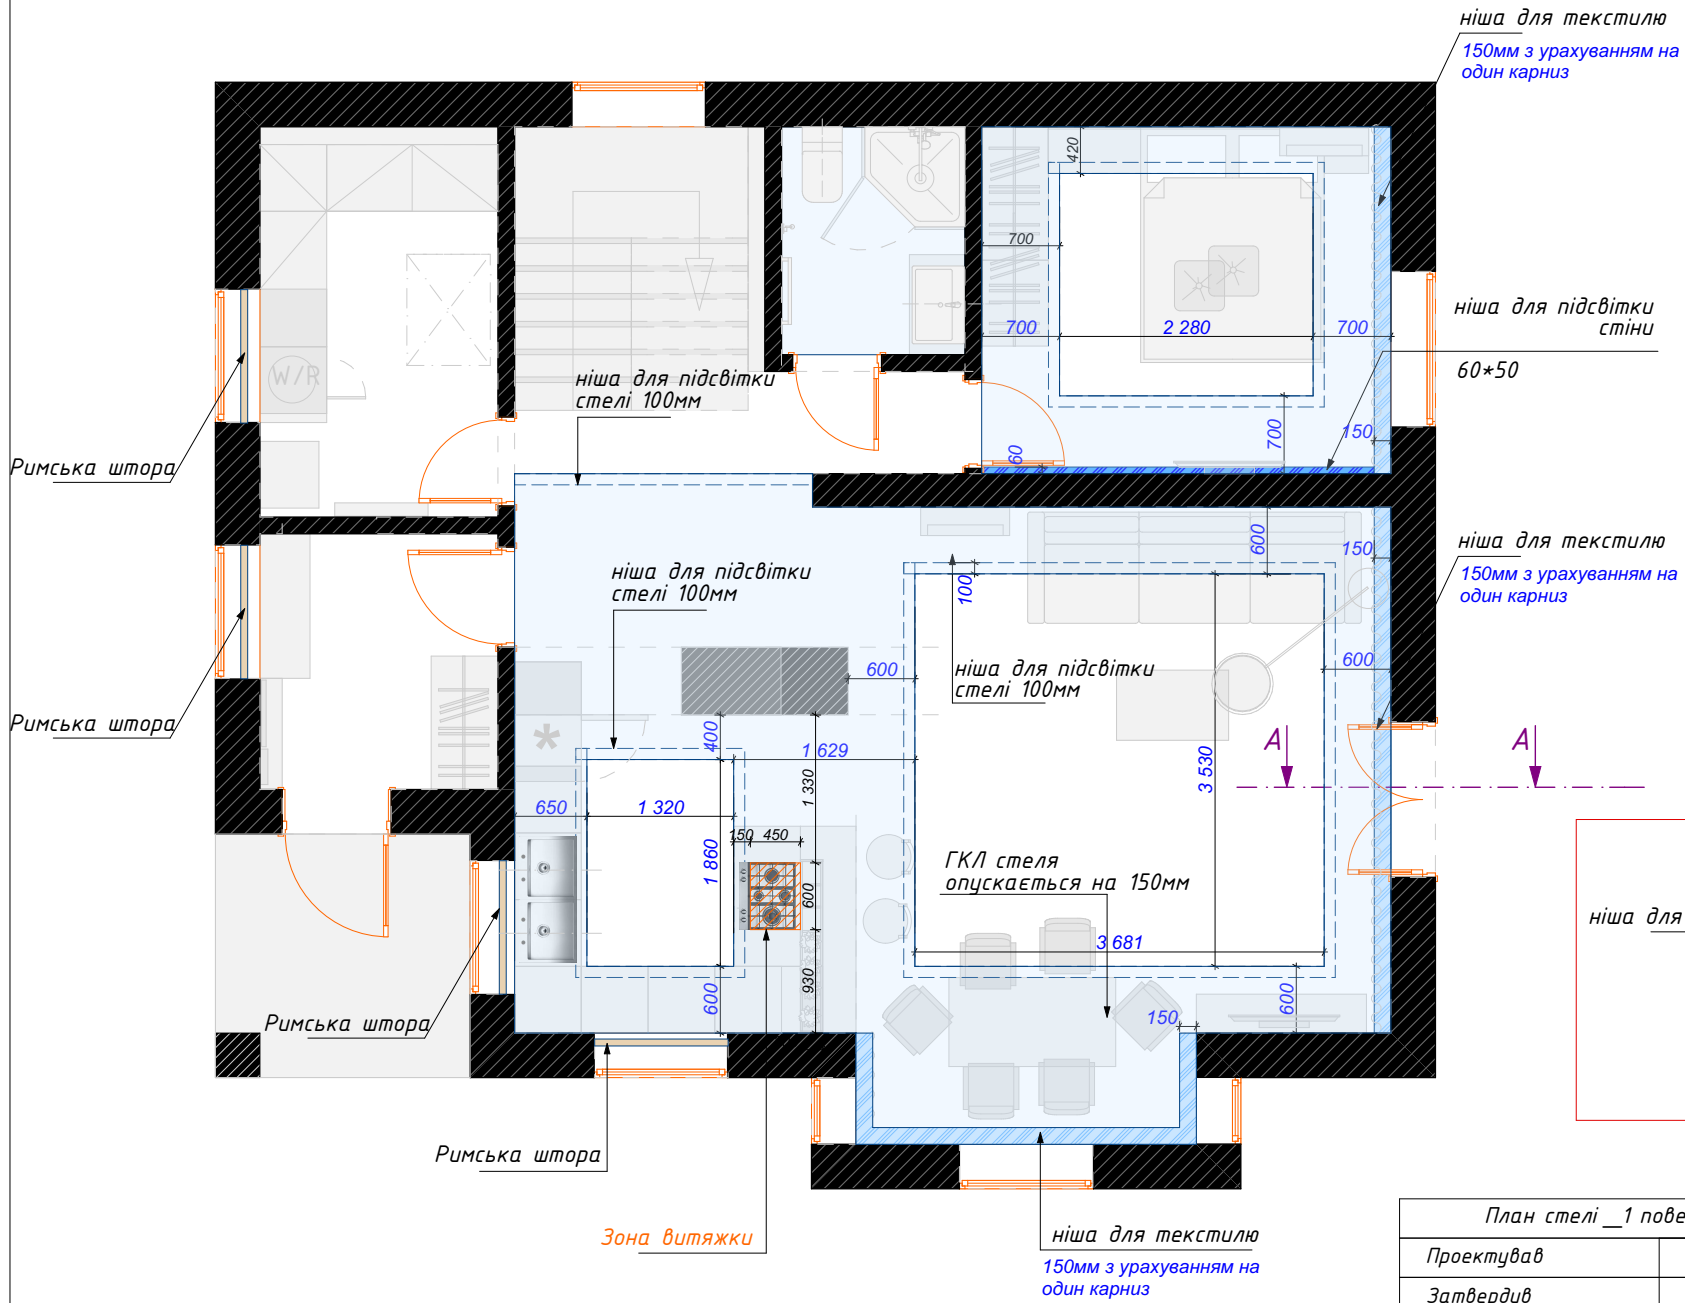 ніша для текстилю
150мм з урахуванням на
один карниз
420
700
ніша для підсвітки
стіни
60*50
700
2 280
700
W/R
ніша для підсвітки
стелі 100мм
700
150
60
Римська штора
600
150
ніша для текстилю
150мм з урахуванням на
один карниз
ніша для підсвітки
стелі 100мм
100
600
600
ніша для підсвітки
стелі 100мм
Римська штора
*
400
1 629
1 330
3 530
A
A
650
1 320
150
450
1 860
600
ГКЛ стеля
опускається на 150мм
ніша для
3 681
930
600
600
150
Римська штора
Римська штора
Зона витяжки
ніша для текстилю
150мм з урахуванням на
один карниз
План стелі _1 пове
Проектував
Затвердив